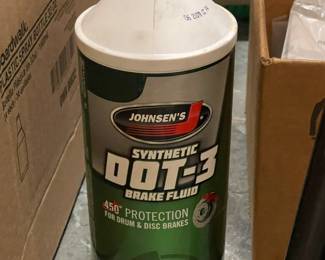 JOHNSEN'S
SYNTHETIC
DOT-3
BRAKE FLUID
450° PROTECTION
FOR DRUM & DISC BRAKES